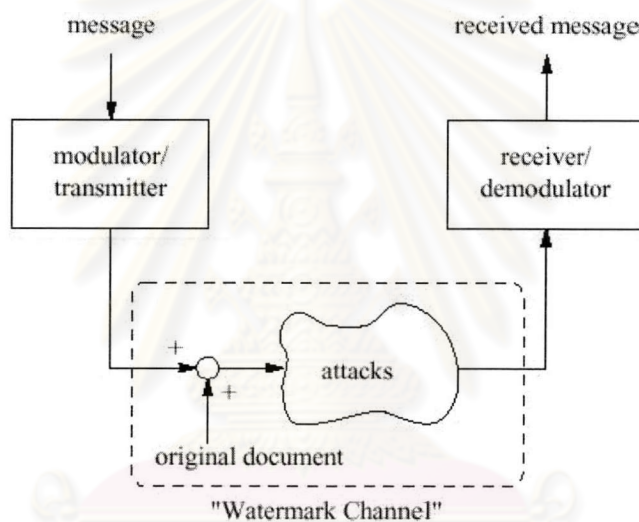 message
received message
modulator/
transmitter
receiver/
demodulator
+
+
attacks
original document
"Watermark Channel"